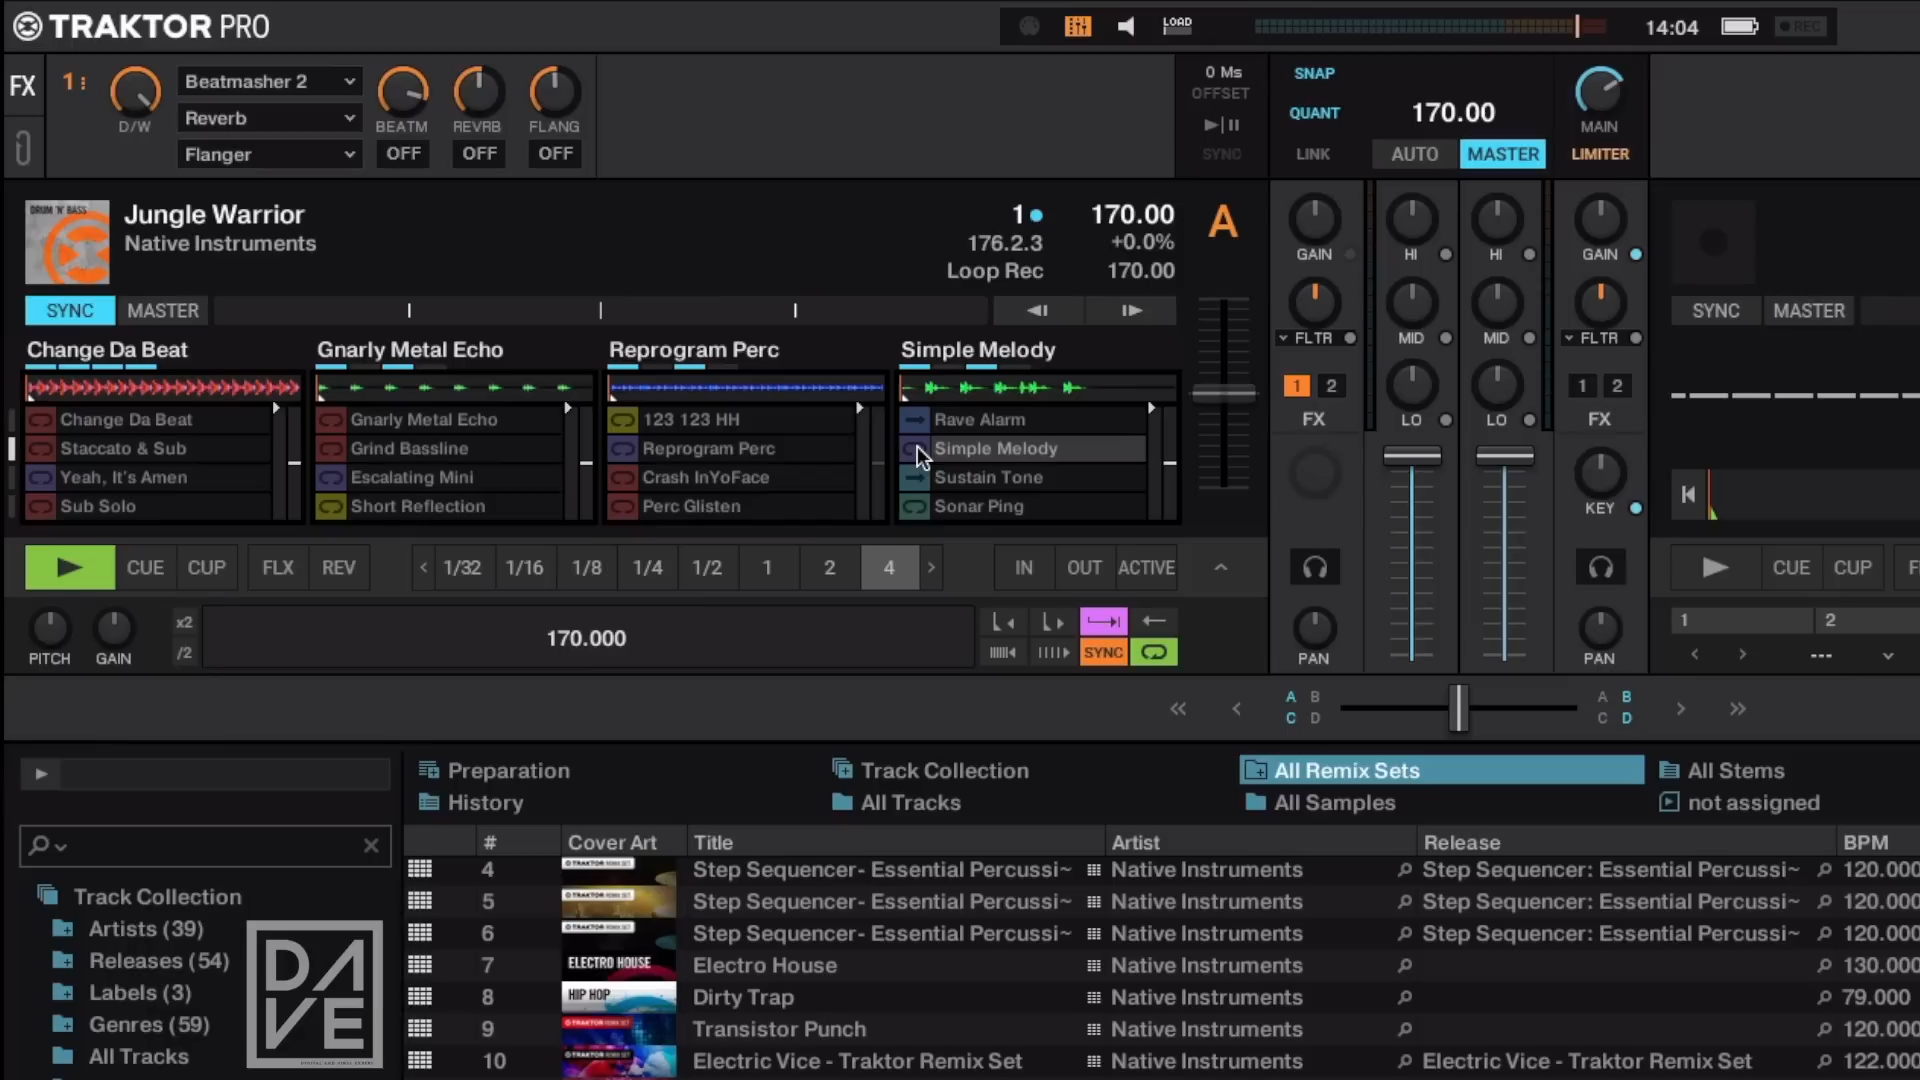 TRAKTOR PRO
LOAD
14:04
REC
FX
1
D/W
Beatmasher 2
Reverb
Flanger
BEATM
REVRB
FLANG
OFF
OFF
OFF
0 Ms
OFFSET
SYNC
SNAP
QUANT
LINK
170.00
AUTO
MASTER
MAIN
LIMITER
DRUM 'N' BASS
Jungle Warrior
Native Instruments
1
170.00
176.2.3
+0.0%
Loop Rec
170.00
A
SYNC
MASTER
Change Da Beat
Gnarly Metal Echo
Reprogram Perc
Simple Melody
Change Da Beat
Gnarly Metal Echo
123 123 HH
Rave Alarm
Staccato & Sub
Grind Bassline
Reprogram Perc
Simple Melody
Yeah, It's Amen
Escalating Mini
Crash InYoFace
Sustain Tone
Sub Solo
Short Reflection
Perc Glisten
Sonar Ping
GAIN
HI
HI
GAIN
FLTR
MID
MID
FLTR
1 2
LO
LO
1 2
FX
FX
KEY
PAN
PAN
SYNC
MASTER
CUE
CUP
FLX
REV
< 1/32 1/16 1/8 1/4 1/2 1 2 4 >
IN
OUT
ACTIVE
CUE
CUP
PITCH
GAIN
x2
/2
170.000
SYNC
1
2
< > ---
A B
C D
A B
C D
Preparation
Track Collection
All Remix Sets
All Stems
History
All Tracks
All Samples
not assigned
# Cover Art Title Artist Release BPM
4 Step Sequencer- Essential Percussi~ Native Instruments Step Sequencer: Essential Percussi~ 120.000
5 Step Sequencer- Essential Percussi~ Native Instruments Step Sequencer: Essential Percussi~ 120.000
6 Step Sequencer- Essential Percussi~ Native Instruments Step Sequencer: Essential Percussi~ 120.000
7 ELECTRO HOUSE Electro House Native Instruments 130.000
8 HIP HOP Dirty Trap Native Instruments 79.000
9 Transistor Punch Native Instruments 120.000
10 Electric Vice - Traktor Remix Set Native Instruments Electric Vice - Traktor Remix Set 122.000
Track Collection
Artists (39)
Releases (54)
Labels (3)
Genres (59)
All Tracks
DA
VE